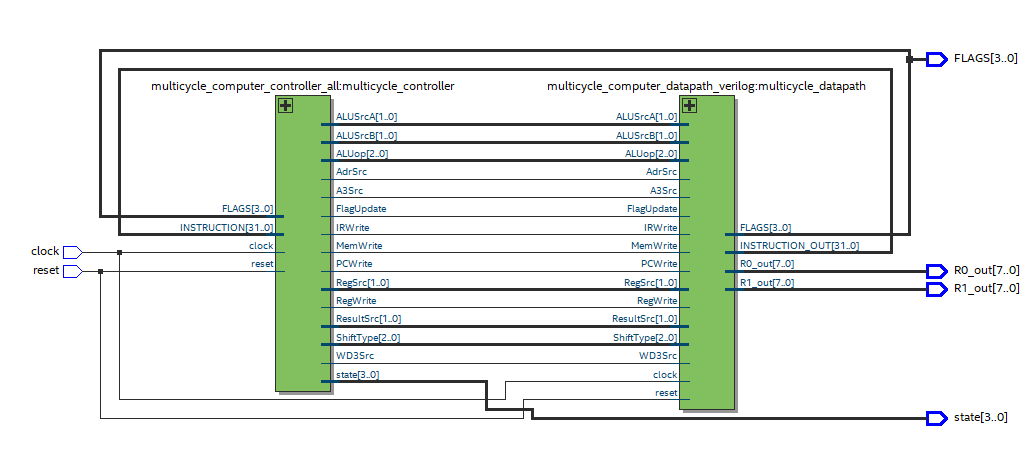 FLAGS[3..0]
multicycle_computer_controller_all:multicycle_controller
multicycle_computer_datapath_verilog:multicycle_datapath
ALUSrcA[1..0]
ALUSrcB[1..0]
ALUop[2..0]
AdrSrc
A3Src
FlagUpdate
IRWrite
MemWrite
PCWrite
RegSrc[1..0]
RegWrite
ResultSrc[1..0]
ShiftType[2..0]
WD3Src
state[3..0]
FLAGS[3..0]
INSTRUCTION[31..0]
clock
reset
clock
reset
ALUSrcA[1..0]
ALUSrcB[1..0]
ALUop[2..0]
AdrSrc
A3Src
FlagUpdate
IRWrite
MemWrite
PCWrite
RegSrc[1..0]
RegWrite
ResultSrc[1..0]
ShiftType[2..0]
WD3Src
clock
reset
FLAGS[3..0]
INSTRUCTION_OUT[31..0]
R0_out[7..0]
R1_out[7..0]
R0_out[7..0]
R1_out[7..0]
state[3..0]